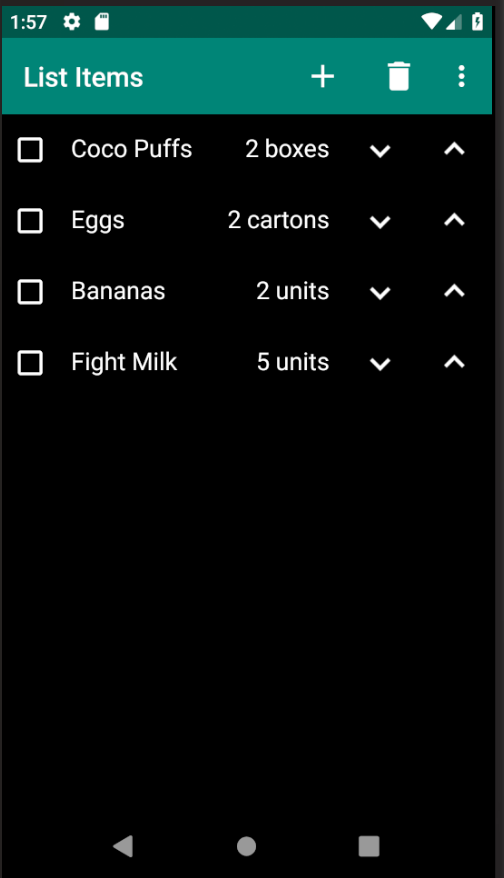 1:57
List Items
Coco Puffs 2 boxes
Eggs 2 cartons
Bananas 2 units
Fight Milk 5 units